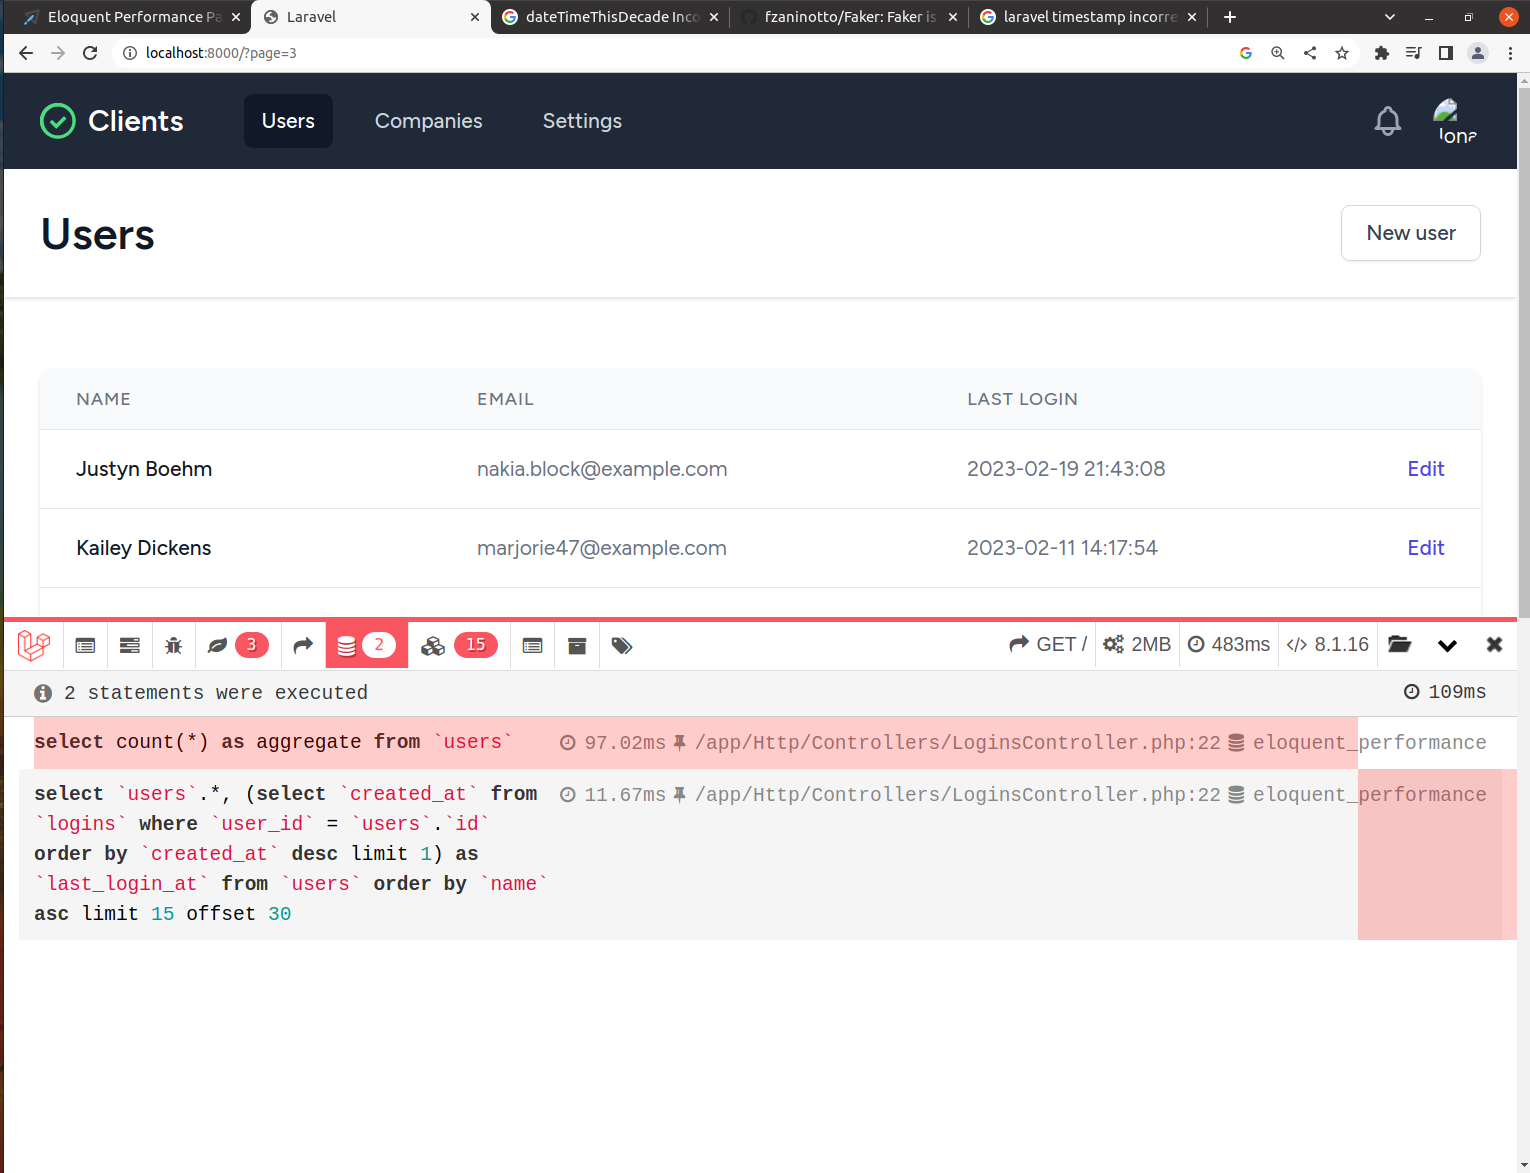 Eloquent Performance Pa
Laravel
dateTimeThisDecade Inco
fzaninotto/Faker: Faker is
laravel timestamp incorre
localhost:8000/?page=3
Clients
Users
Companies
Settings
Users
New user
NAME
EMAIL
LAST LOGIN
Justyn Boehm
nakia.block@example.com
2023-02-19 21:43:08
Edit
Kailey Dickens
marjorie47@example.com
2023-02-11 14:17:54
Edit
3
2
15
GET /
2MB
483ms
8.1.16
2 statements were executed
109ms
select count(*) as aggregate from `users`
97.02ms
/app/Http/Controllers/LoginsController.php:22
eloquent_performance
select `users`.*, (select `created_at` from
`logins` where `user_id` = `users`.`id`
order by `created_at` desc limit 1) as
`last_login_at` from `users` order by `name`
asc limit 15 offset 30
11.67ms
/app/Http/Controllers/LoginsController.php:22
eloquent_performance